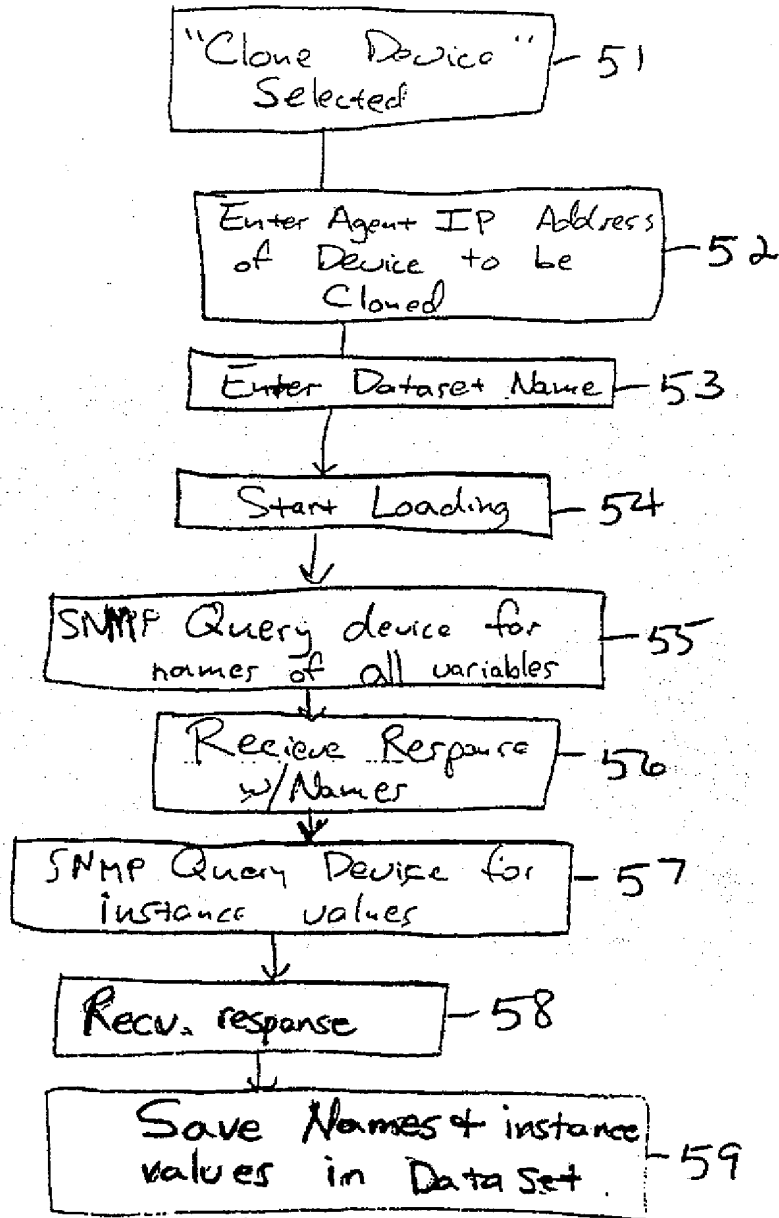 "Clone Device"
Selected
51
Enter Agent IP Address
of Device to be
Cloned
52
Enter Dataset Name
53
Start Loading
54
SNMP Query device for
names of all variables
55
Recieve Response
w/Names
56
SNMP Query Device for
instance values
57
Recv. response
58
Save Names & instance
values in Data Set.
59